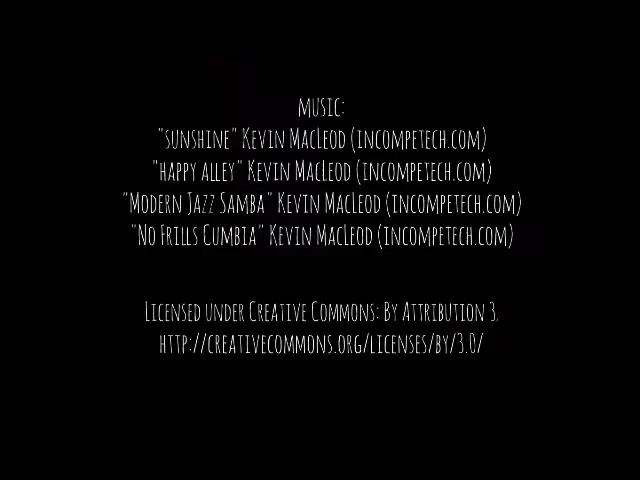 music:
"sunshine" Kevin MacLeod (incompetech.com)
"happy alley" Kevin MacLeod (incompetech.com)
"Modern Jazz Samba" Kevin MacLeod (incompetech.com)
"No Frills Cumbia" Kevin MacLeod (incompetech.com)
Licensed under Creative Commons: By Attribution 3.
http://creativecommons.org/licenses/by/3.0/